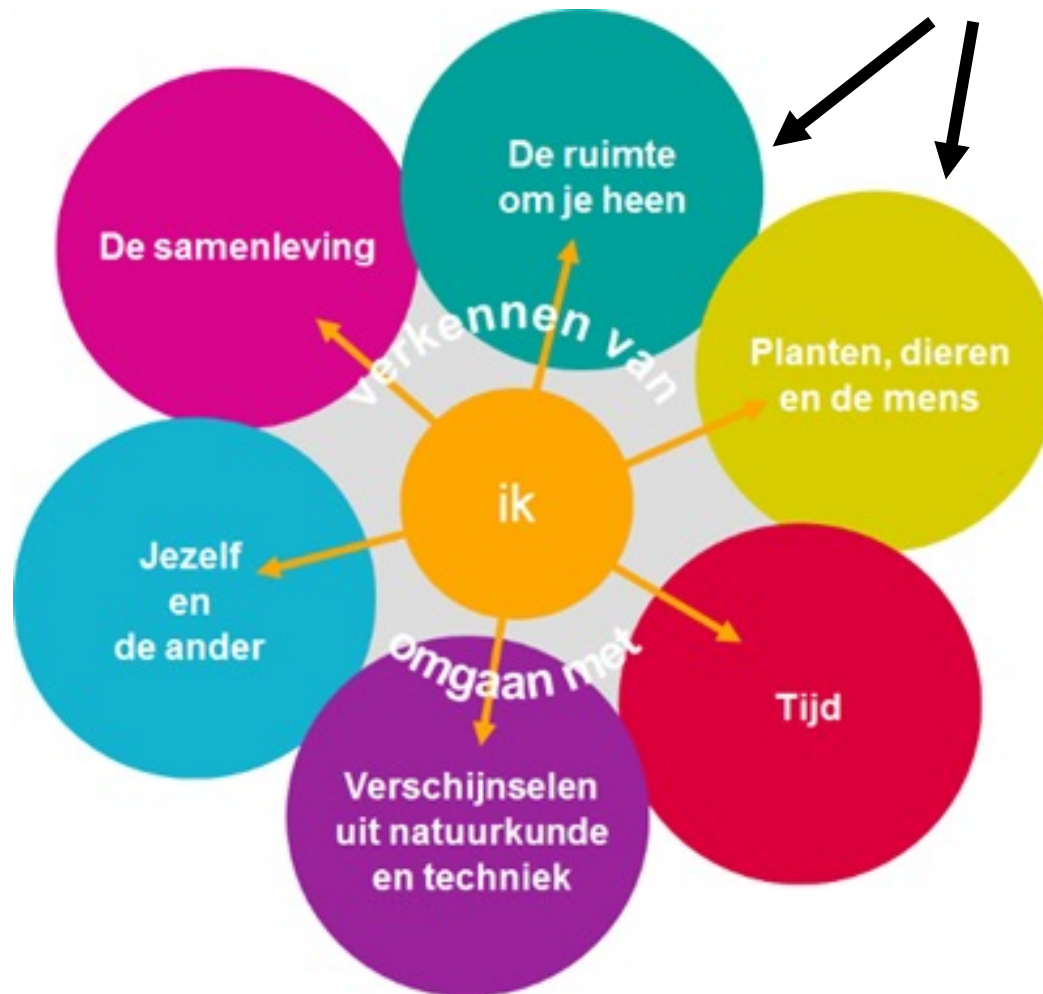 De ruimte
om je heen
De samenleving
verkennen van
Planten, dieren
en de mens
ik
Jezelf
en
de ander
omgaan met
Tijd
Verschijnselen
uit natuurkunde
en techniek